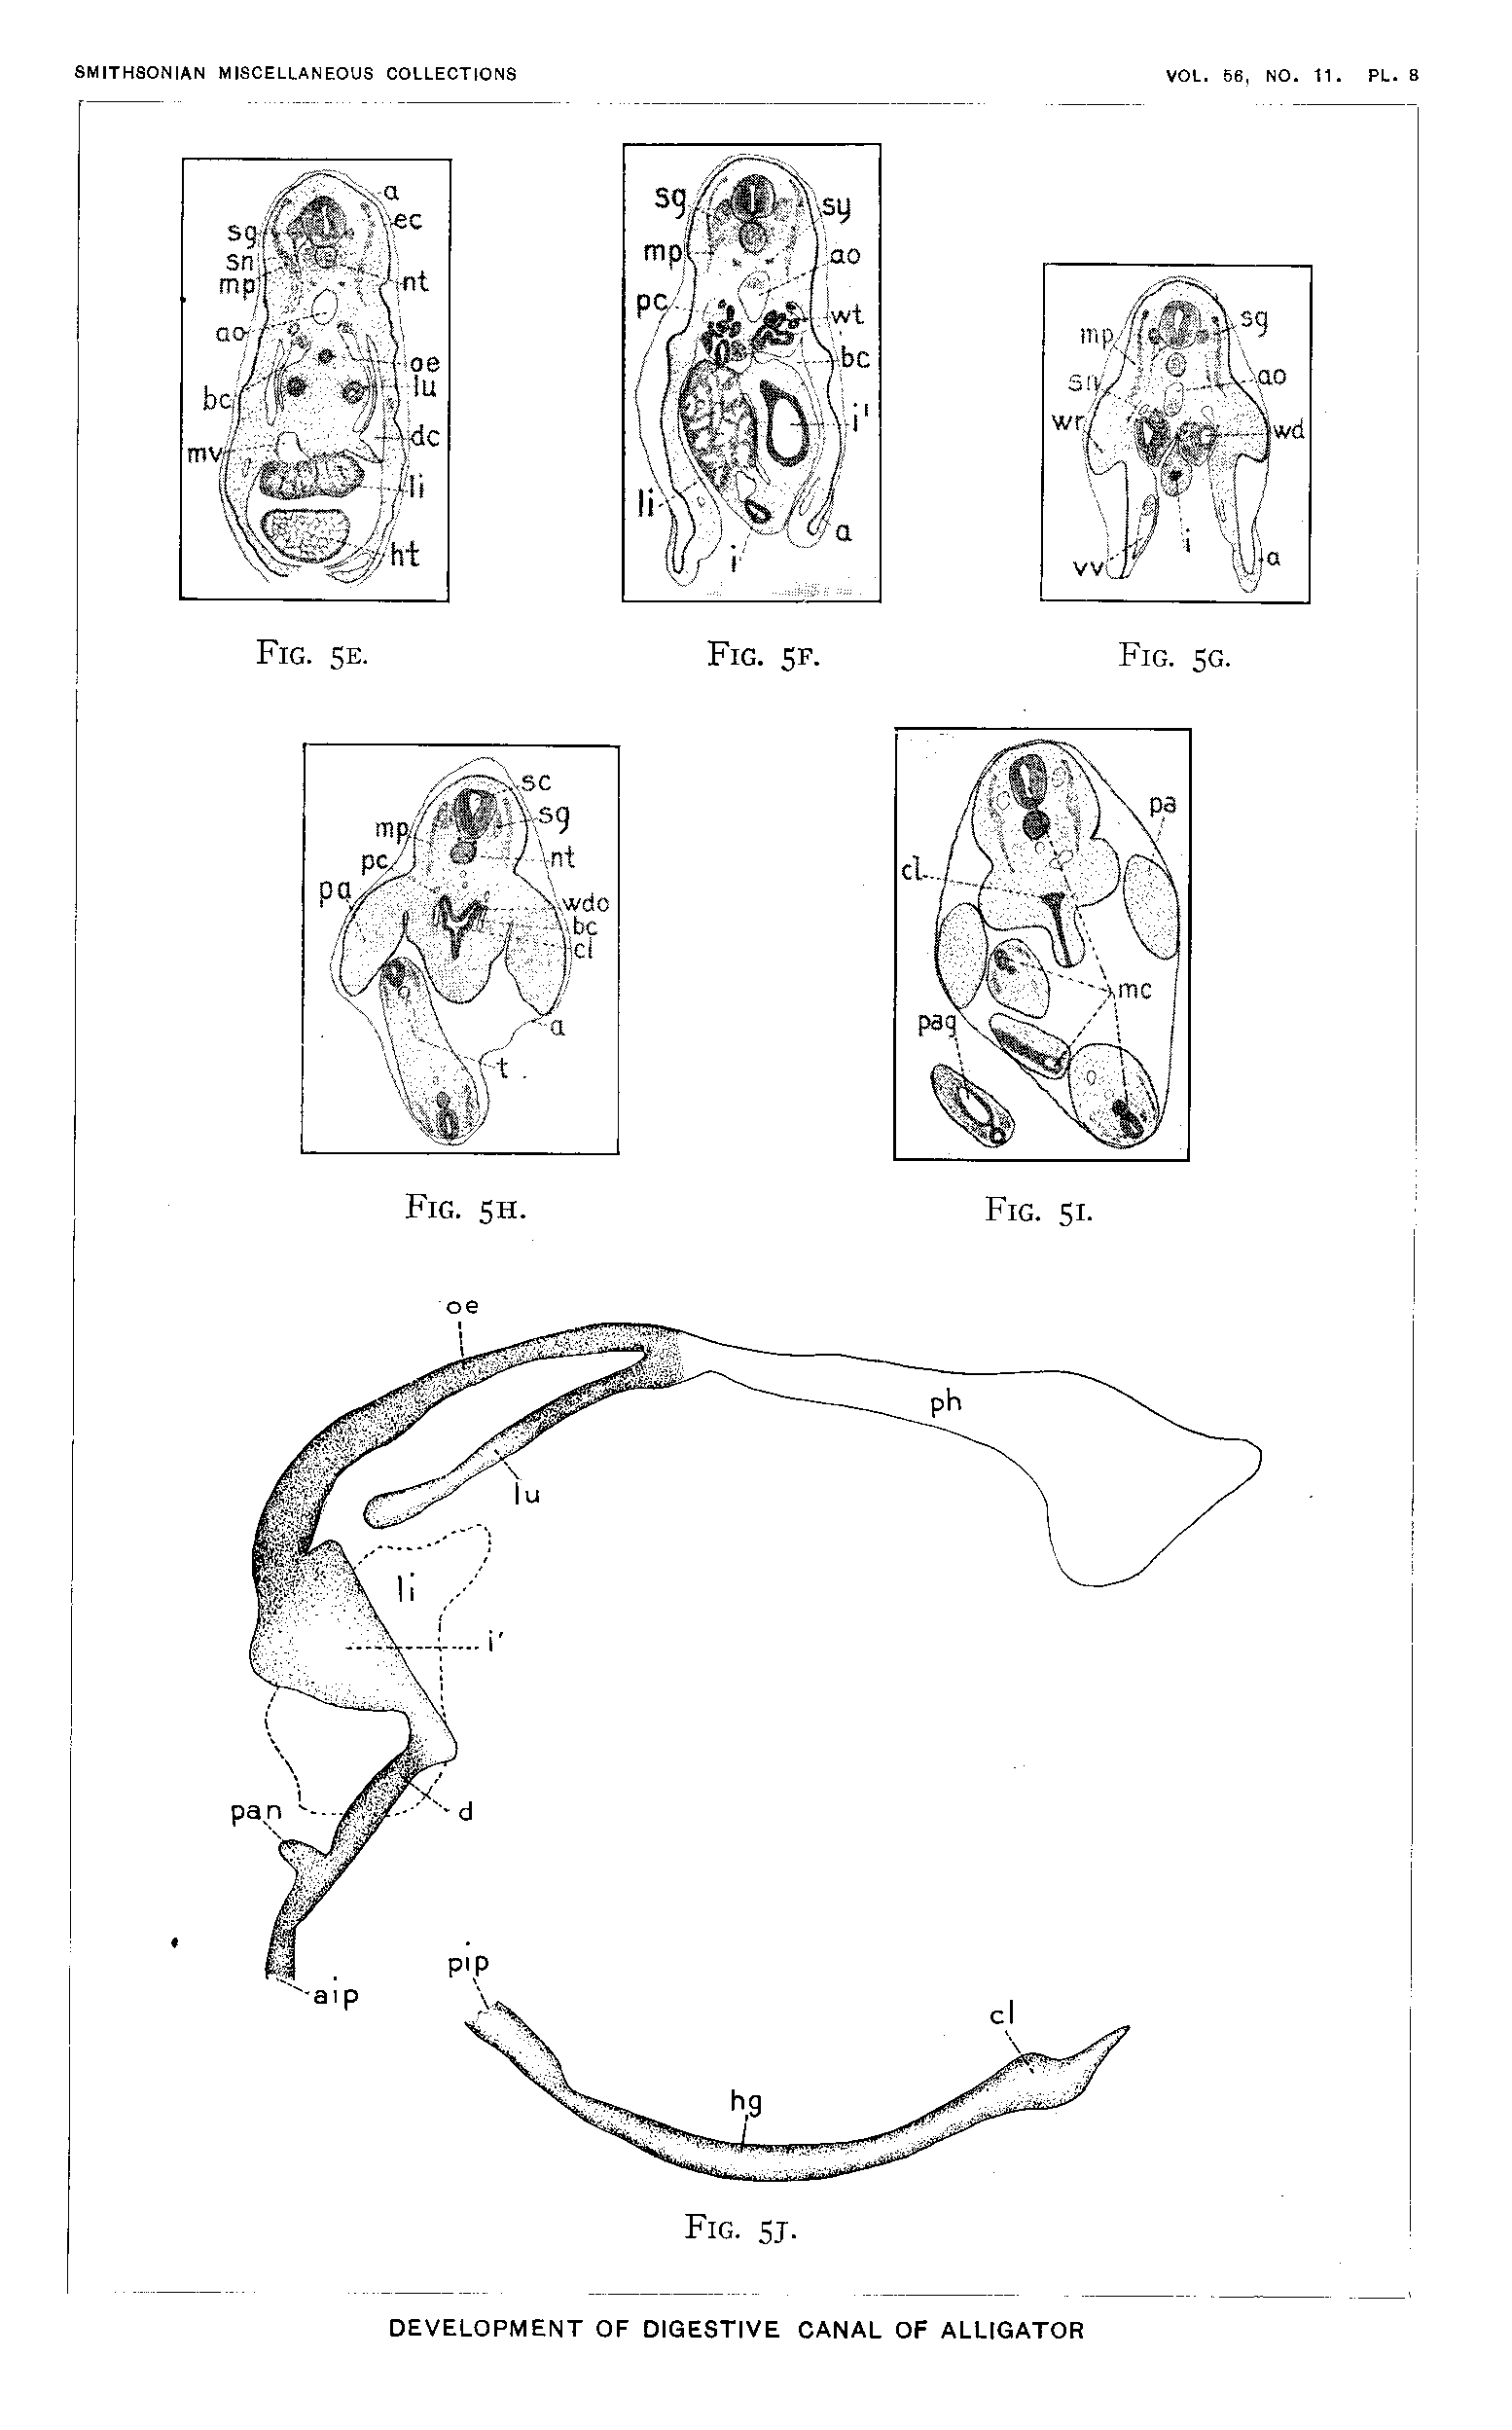 SMITHSONIAN MISCELLANEOUS COLLECTIONS
VOL. 56, NO. 11. PL. 8
a
ec
sg
sn
mp
nt
ao
oe
lu
bc
dc
mv
li
ht
FIG. 5E.
sg
sy
mp
ao
pc
wt
bc
i'
li
a
i
FIG. 5F.
mp
sg
sn
ao
wr
wd
i
vv
a
FIG. 5G.
sc
sg
mp
nt
pc
pa
wdo
bc
cl
a
t
FIG. 5H.
pa
cl
mc
pag
FIG. 5I.
oe
ph
lu
li
i'
pan
d
aip
pip
cl
hg
FIG. 5J.
DEVELOPMENT OF DIGESTIVE CANAL OF ALLIGATOR